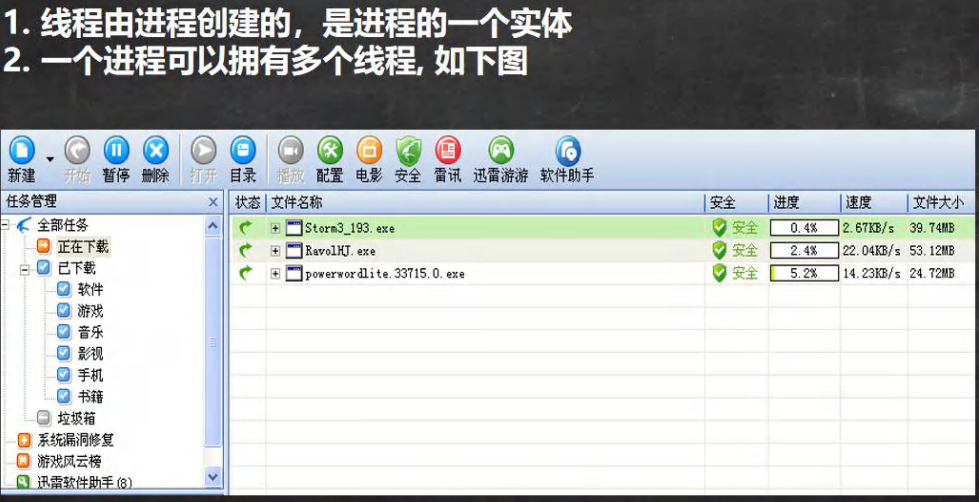 1. 线程由进程创建的，是进程的一个实体
2. 一个进程可以拥有多个线程, 如下图
新建 开始 暂停 删除 打开 目录 播放 配置 电影 安全 雷讯 迅雷游游 软件助手
任务管理
状态 文件名称 安全 进度 速度 文件大小
全部任务
正在下载
已下载
软件
游戏
音乐
影视
手机
书籍
垃圾箱
系统漏洞修复
游戏风云榜
迅雷软件助手(8)
Storm3_193.exe 安全 0.4% 2.67KB/s 39.74MB
RavolHJ.exe 安全 2.4% 22.04KB/s 53.12MB
powerwordlite.33715.0.exe 安全 5.2% 14.23KB/s 24.72MB